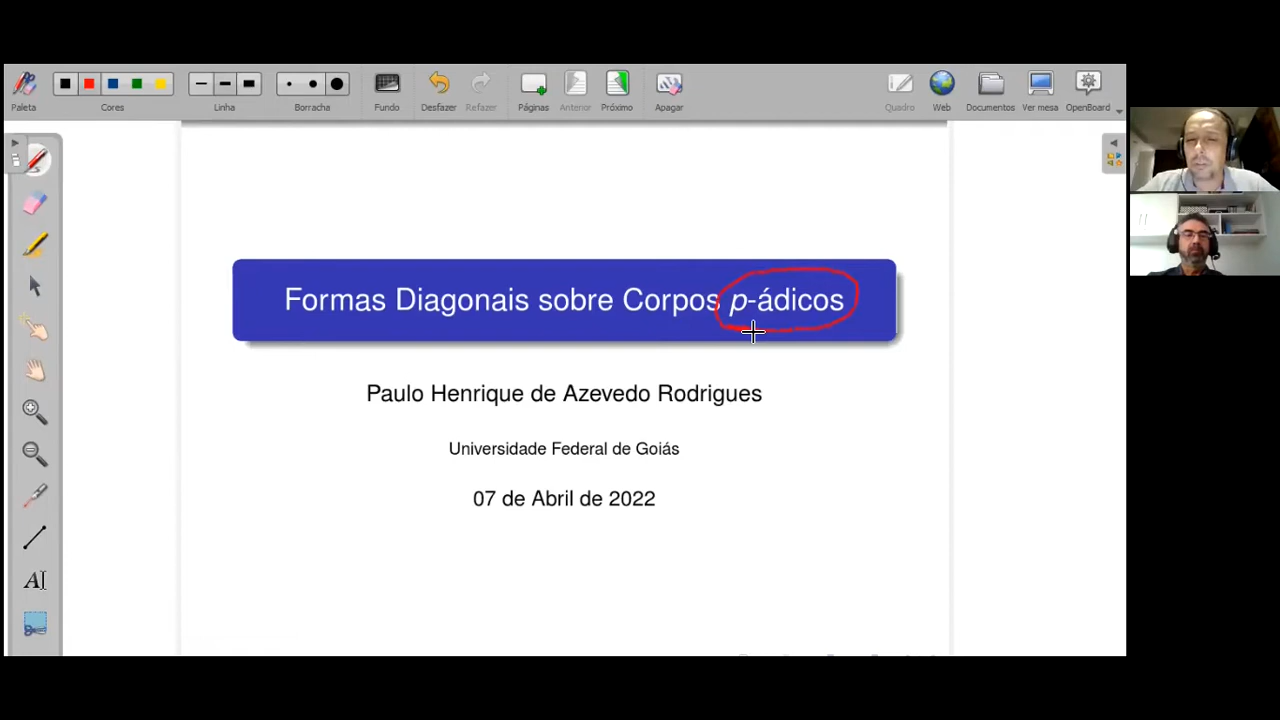 Paleta
Cores
Linha
Borracha
Fundo
Desfazer
Refazer
Páginas
Anterior
Próximo
Apagar
Quadro
Web
Documentos
Ver mesa
OpenBoard
Formas Diagonais sobre Corpos p-ádicos
Paulo Henrique de Azevedo Rodrigues
Universidade Federal de Goiás
07 de Abril de 2022